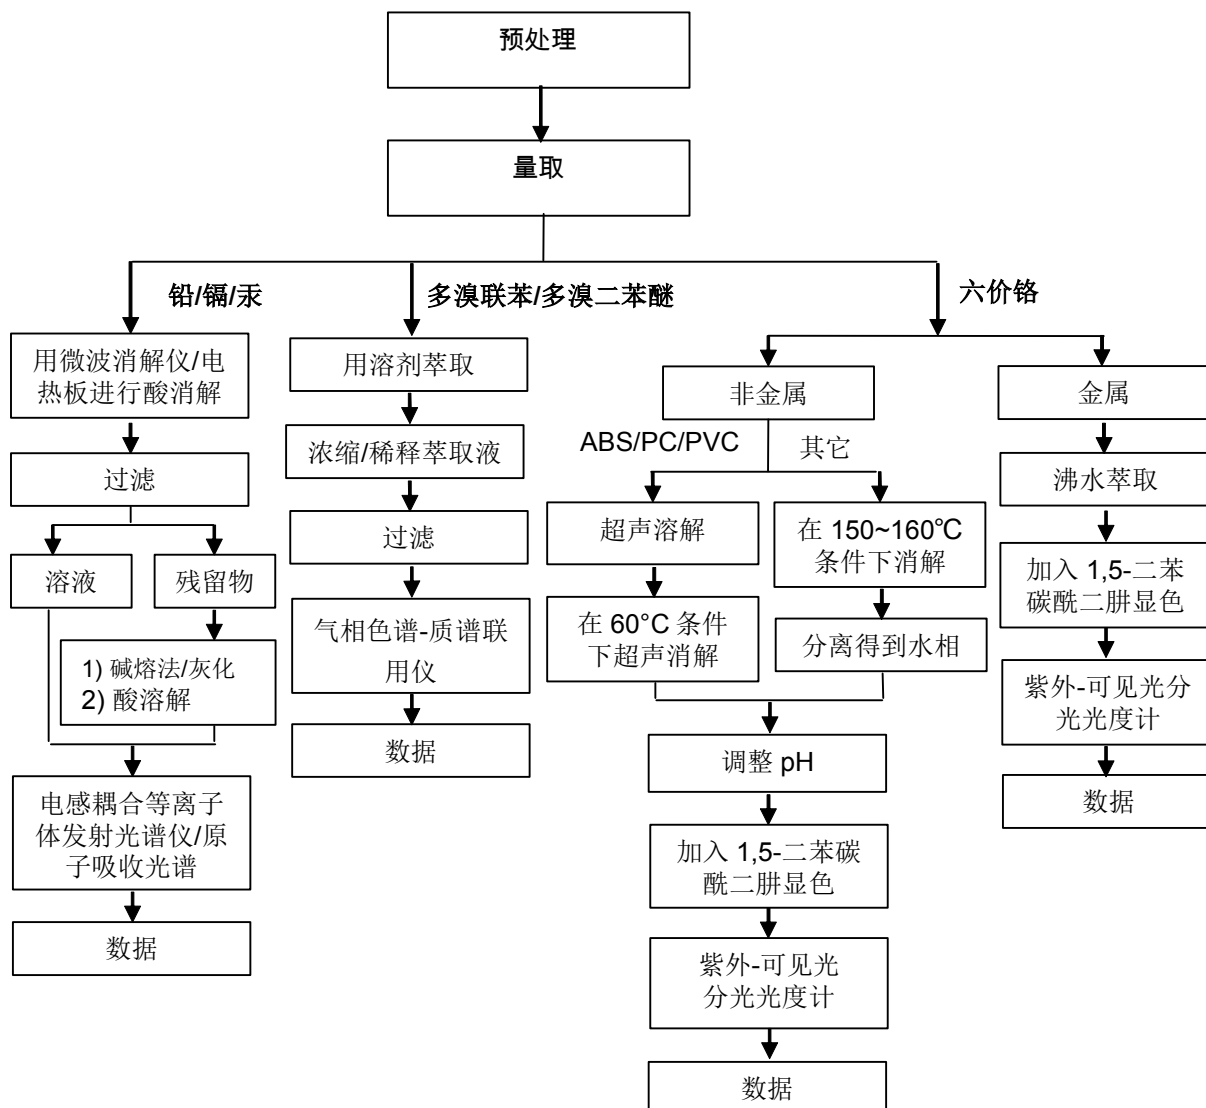 预处理
量取
铅/镉/汞
多溴联苯/多溴二苯醚
六价铬
用微波消解仪/电
热板进行酸消解
过滤
溶液
残留物
1) 碱熔法/灰化
2) 酸溶解
电感耦合等离子
体发射光谱仪/原
子吸收光谱
数据
用溶剂萃取
浓缩/稀释萃取液
过滤
气相色谱-质谱联
用仪
数据
非金属
ABS/PC/PVC
其它
超声溶解
在 60°C 条件
下超声消解
在 150~160℃
条件下消解
分离得到水相
调整 pH
加入 1,5-二苯碳
酰二肼显色
紫外-可见光
分光光度计
数据
金属
沸水萃取
加入 1,5-二苯
碳酰二肼显色
紫外-可见光分
光光度计
数据